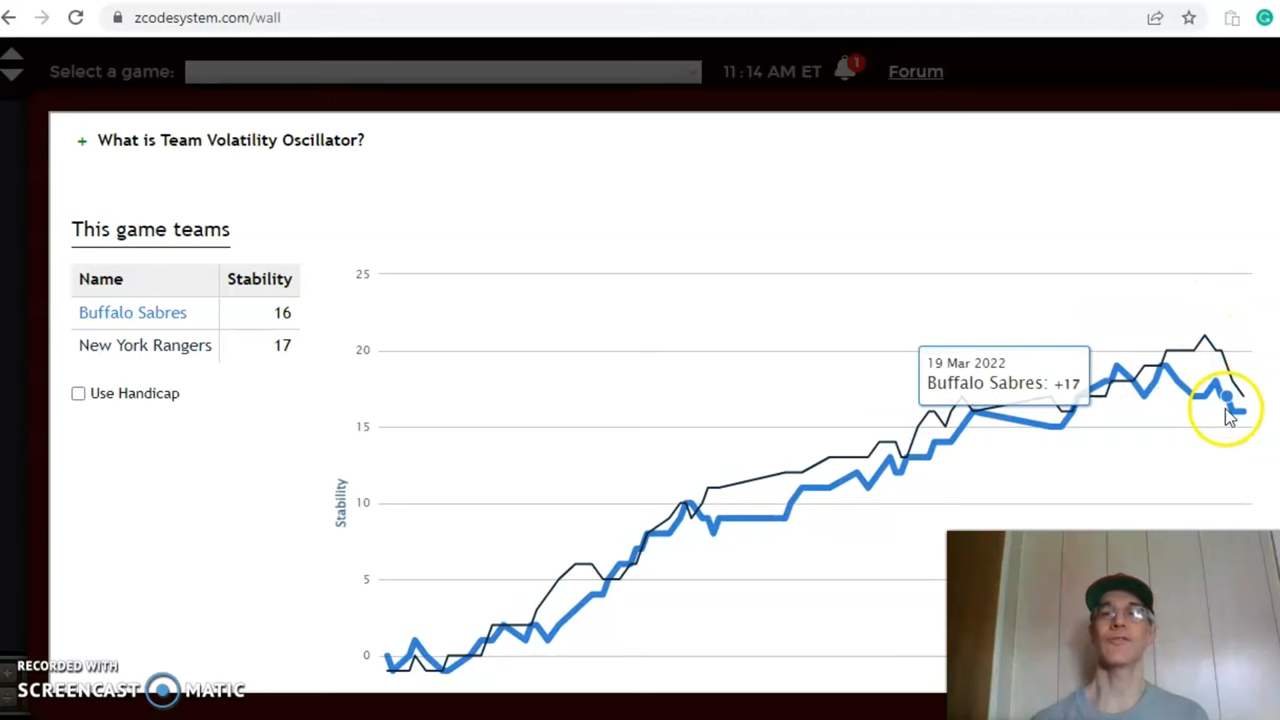 zcodesystem.com/wall
Select a game:
11:14 AM ET
1
Forum
+ What is Team Volatility Oscillator?
This game teams
Name Stability
Buffalo Sabres 16
New York Rangers 17
Use Handicap
25
20
15
10
5
0
Stability
19 Mar 2022
Buffalo Sabres: +17
RECORDED WITH
SCREENCAST MATIC